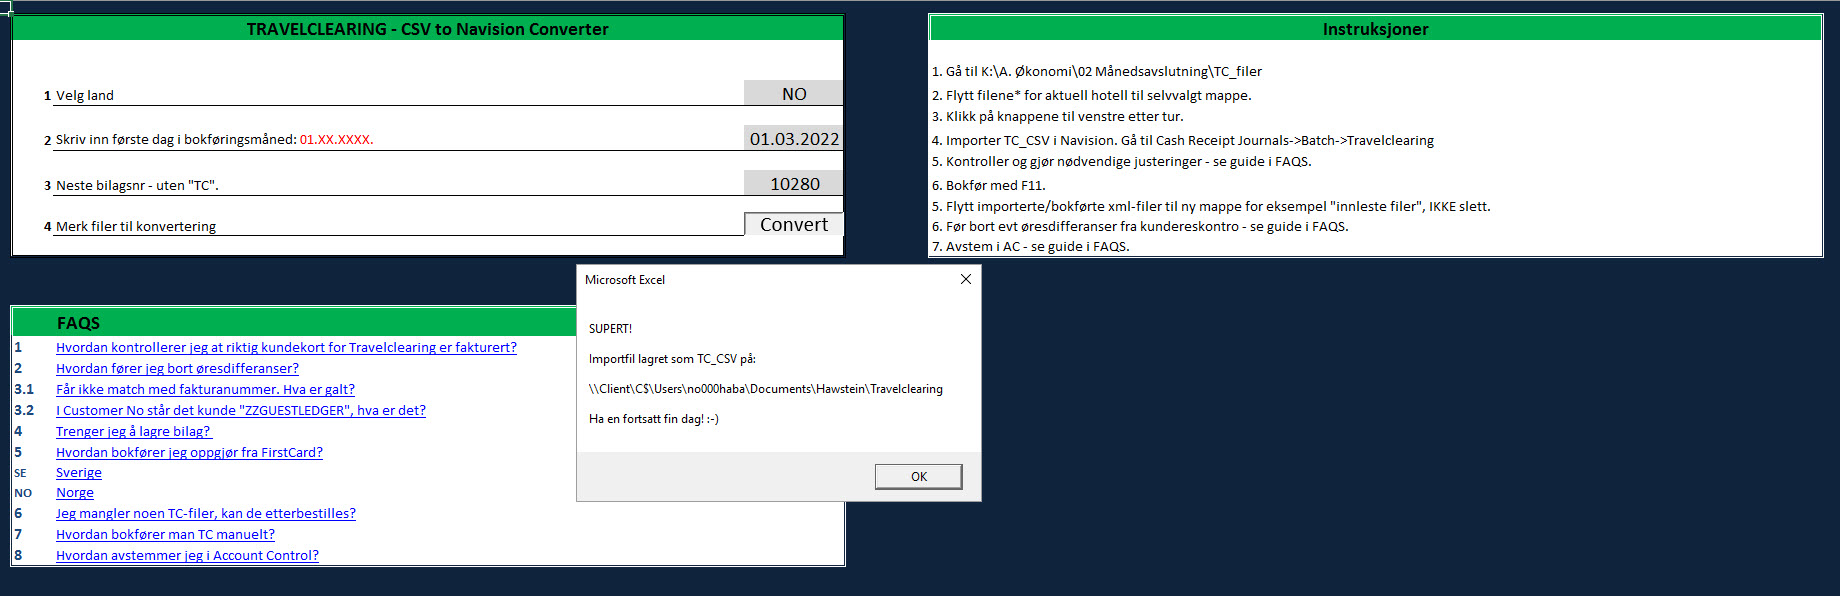 TRAVELCLEARING - CSV to Navision Converter
1 Velg land NO
2 Skriv inn første dag i bokføringsmåned: 01.XX.XXXX. 01.03.2022
3 Neste bilagsnr - uten "TC". 10280
4 Merk filer til konvertering Convert
Instruksjoner
1. Gå til K:\A. Økonomi\02 Månedsavslutning\TC_filer
2. Flytt filene* for aktuell hotell til selvvalgt mappe.
3. Klikk på knappene til venstre etter tur.
4. Importer TC_CSV i Navision. Gå til Cash Receipt Journals->Batch->Travelclearing
5. Kontroller og gjør nødvendige justeringer - se guide i FAQS.
6. Bokfør med F11.
5. Flytt importerte/bokførte xml-filer til ny mappe for eksempel "innleste filer", IKKE slett.
6. Før bort evt øresdifferanser fra kundereskontro - se guide i FAQS.
7. Avstem i AC - se guide i FAQS.
FAQS
1 Hvordan kontrollerer jeg at riktig kundekort for Travelclearing er fakturert?
2 Hvordan fører jeg bort øresdifferanser?
3.1 Får ikke match med fakturanummer. Hva er galt?
3.2 I Customer No står det kunde "ZZGUESTLEDGER", hva er det?
4 Trenger jeg å lagre bilag?
5 Hvordan bokfører jeg oppgjør fra FirstCard?
SE Sverige
NO Norge
6 Jeg mangler noen TC-filer, kan de etterbestilles?
7 Hvordan bokfører man TC manuelt?
8 Hvordan avstemmer jeg i Account Control?
Microsoft Excel
SUPERT!
Importfil lagret som TC_CSV på:
\\Client\C$\Users\no000haba\Documents\Hawstein\Travelclearing
Ha en fortsatt fin dag! :-)
OK